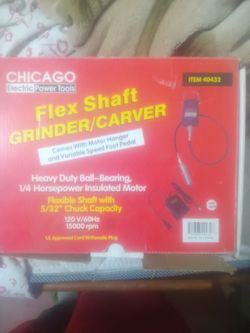 CHICAGO
Electric Power Tools
ITEM 40432
Flex Shaft
GRINDER/CARVER
Comes With Motor Hanger
and Variable Speed Foot Pedal
Heavy Duty Ball-Bearing,
1/4 Horsepower Insulated Motor
Flexible Shaft with
5/32" Chuck Capacity
120 V/60Hz
15000 rpm
UL Approved Cord W/Handle Plug